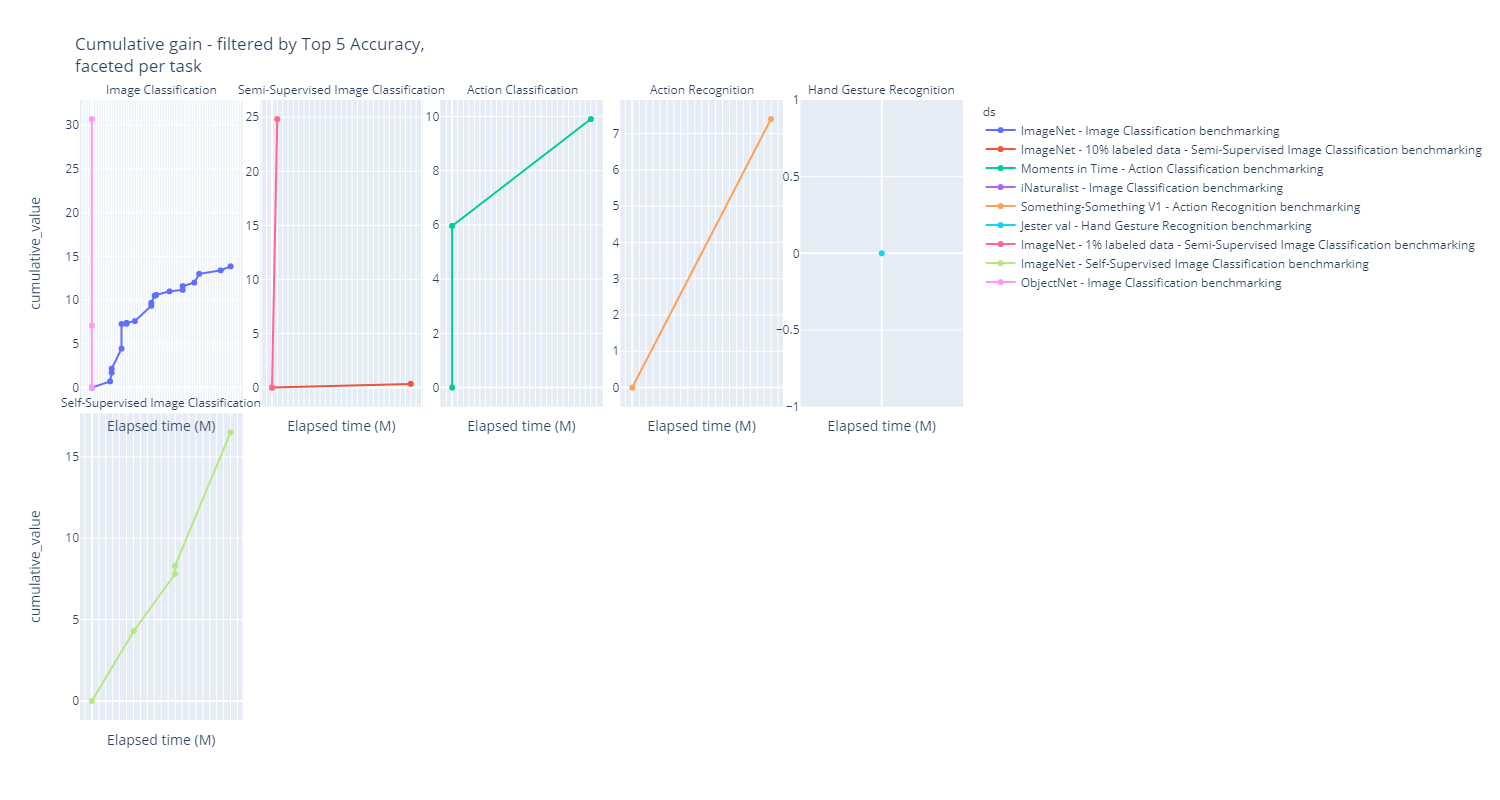 Cumulative gain - filtered by Top 5 Accuracy,
faceted per task
Image Classification
Semi-Supervised Image Classification
Action Classification
Action Recognition
Hand Gesture Recognition
cumulative_value
30
25
20
15
10
5
0
25
20
15
10
5
0
10
8
6
4
2
0
7
6
5
4
3
2
1
0
1
0.5
0
−0.5
−1
Elapsed time (M)
Elapsed time (M)
Elapsed time (M)
Elapsed time (M)
Elapsed time (M)
Self-Supervised Image Classification
cumulative_value
15
10
5
0
Elapsed time (M)
ds
ImageNet - Image Classification benchmarking
ImageNet - 10% labeled data - Semi-Supervised Image Classification benchmarking
Moments in Time - Action Classification benchmarking
iNaturalist - Image Classification benchmarking
Something-Something V1 - Action Recognition benchmarking
Jester val - Hand Gesture Recognition benchmarking
ImageNet - 1% labeled data - Semi-Supervised Image Classification benchmarking
ImageNet - Self-Supervised Image Classification benchmarking
ObjectNet - Image Classification benchmarking